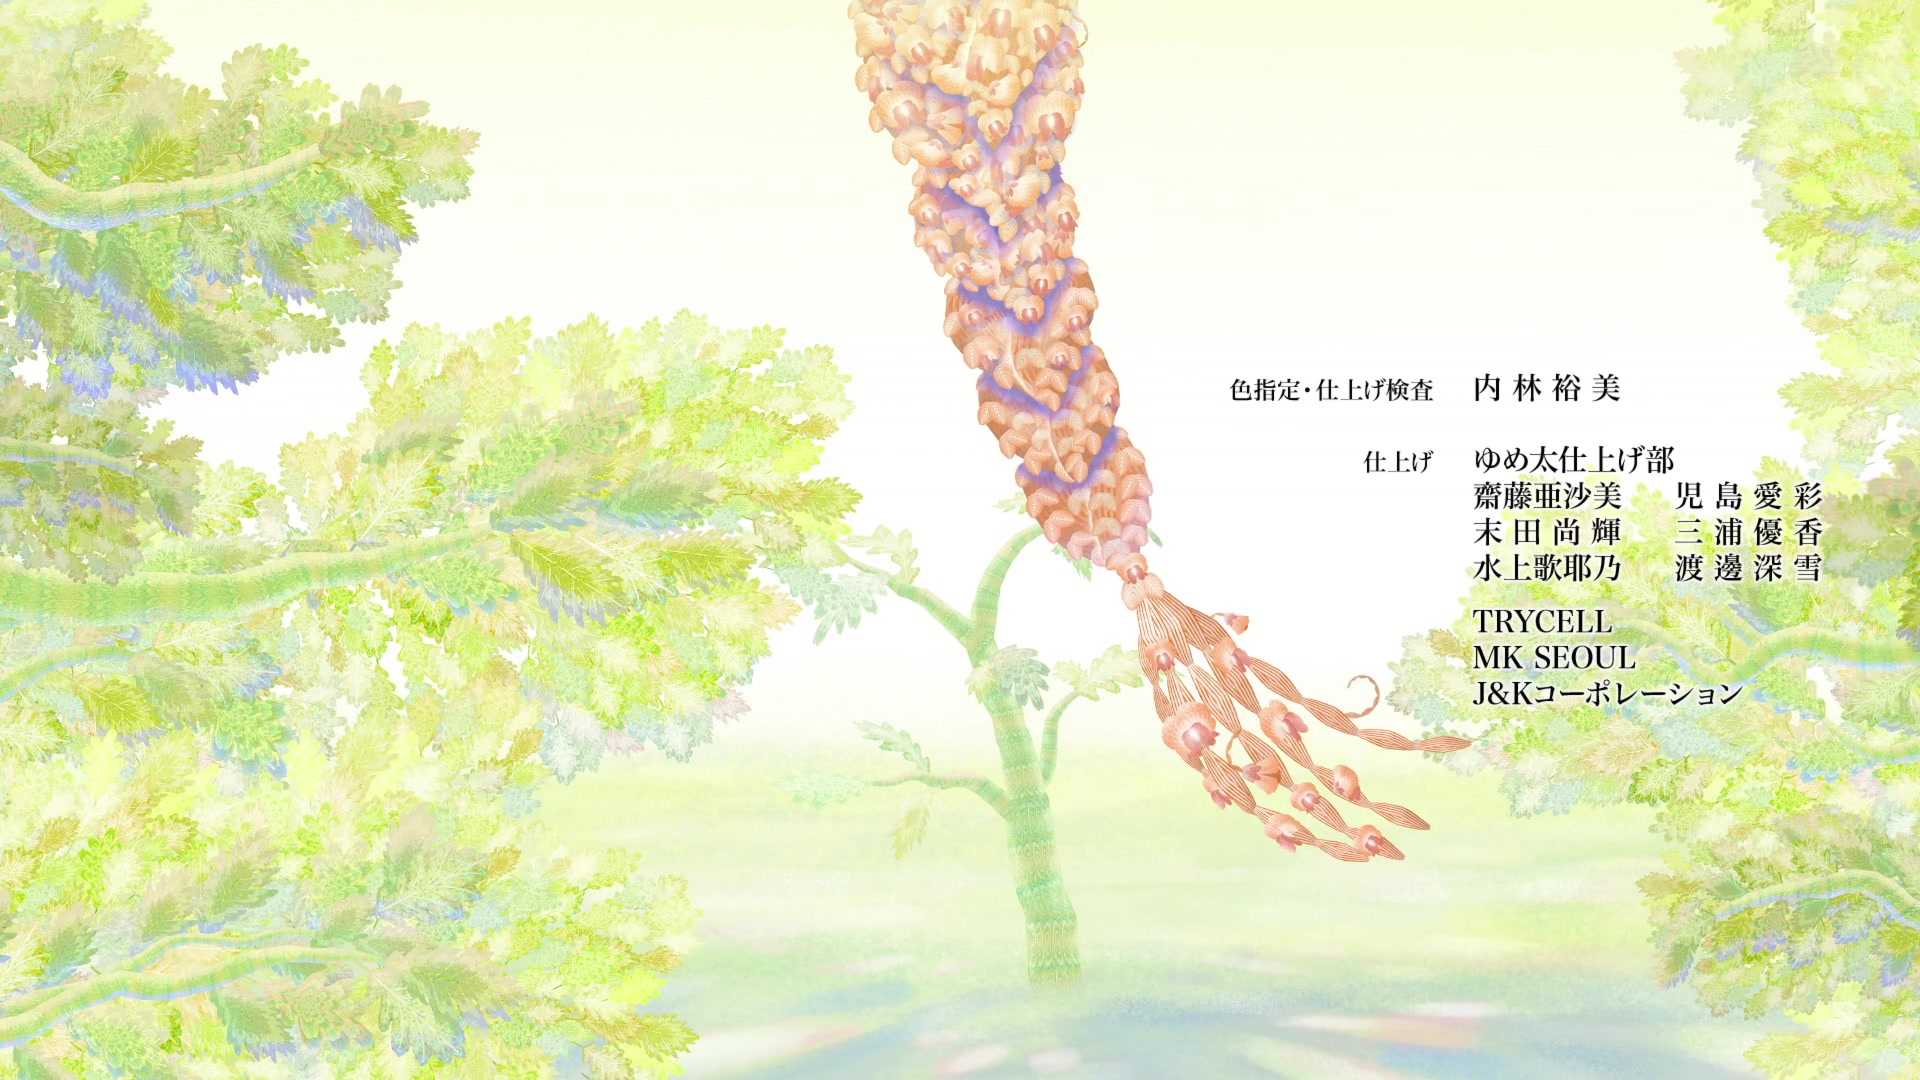 色指定・仕上げ検査 内林裕美
仕上げ ゆめ太仕上げ部
齋藤亜沙美 児島愛彩
末田尚輝 三浦優香
水上歌耶乃 渡邊深雪
TRYCELL
MK SEOUL
J&Kコーポレーション